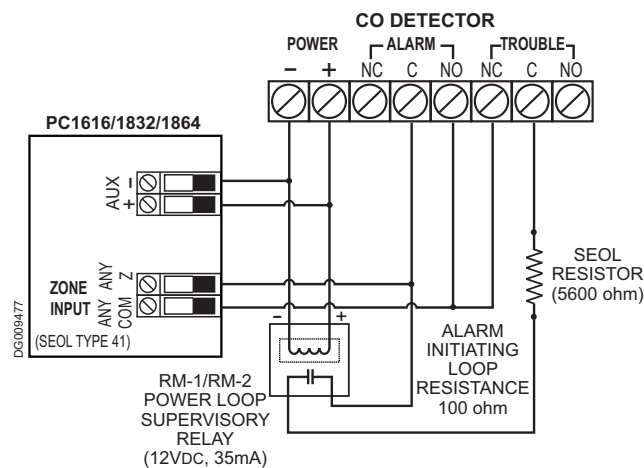 CO DETECTOR
POWER
ALARM
TROUBLE
– +
NC C NO
NC C NO
PC1616/1832/1864
AUX
–
+
ZONE
INPUT
ANY Z
ANY COM
(SEOL TYPE 41)
DG009477
SEOL
RESISTOR
(5600 ohm)
– +
ALARM
INITIATING
LOOP
RESISTANCE
100 ohm
RM-1/RM-2
POWER LOOP
SUPERVISORY
RELAY
(12VDC, 35mA)